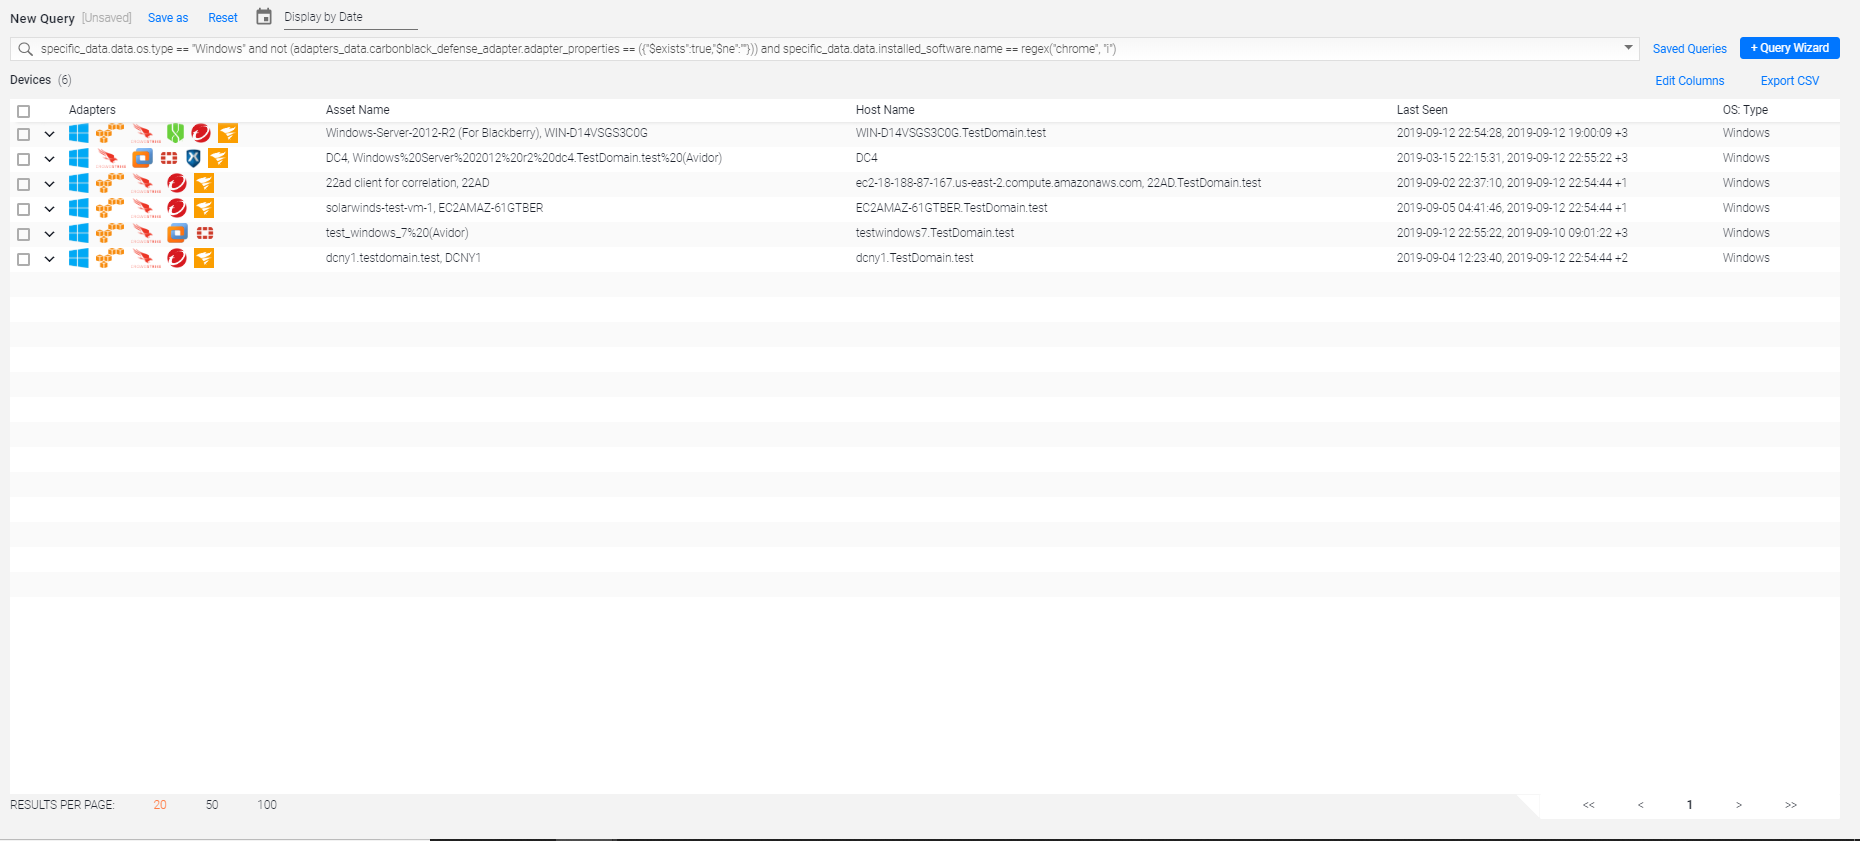 New Query [Unsaved] Save as Reset Display by Date
specific_data.data.os.type == "Windows" and not (adapters_data.carbonblack_defense_adapter.adapter_properties == ({"$exists":true,"$ne":""})) and specific_data.data.installed_software.name == regex("chrome", "i") Saved Queries + Query Wizard
Devices (6) Edit Columns Export CSV
Adapters Asset Name Host Name Last Seen OS: Type
Windows-Server-2012-R2 (For Blackberry), WIN-D14VSGS3C0G WIN-D14VSGS3C0G.TestDomain.test 2019-09-12 22:54:28, 2019-09-12 19:00:09 +3 Windows
DC4, Windows%20Server%202012%20r2%20dc4.TestDomain.test%20(Avidor) DC4 2019-03-15 22:15:31, 2019-09-12 22:55:22 +3 Windows
22ad client for correlation, 22AD ec2-18-188-87-167.us-east-2.compute.amazonaws.com, 22AD.TestDomain.test 2019-09-02 22:37:10, 2019-09-12 22:54:44 +1 Windows
solarwinds-test-vm-1, EC2AMAZ-61GTBER EC2AMAZ-61GTBER.TestDomain.test 2019-09-05 04:41:46, 2019-09-12 22:54:44 +1 Windows
test_windows_7%20(Avidor) testwindows7.TestDomain.test 2019-09-12 22:55:22, 2019-09-10 09:01:22 +3 Windows
dcny1.testdomain.test, DCNY1 dcny1.TestDomain.test 2019-09-04 12:23:40, 2019-09-12 22:54:44 +2 Windows
RESULTS PER PAGE: 20 50 100 << < 1 > >>